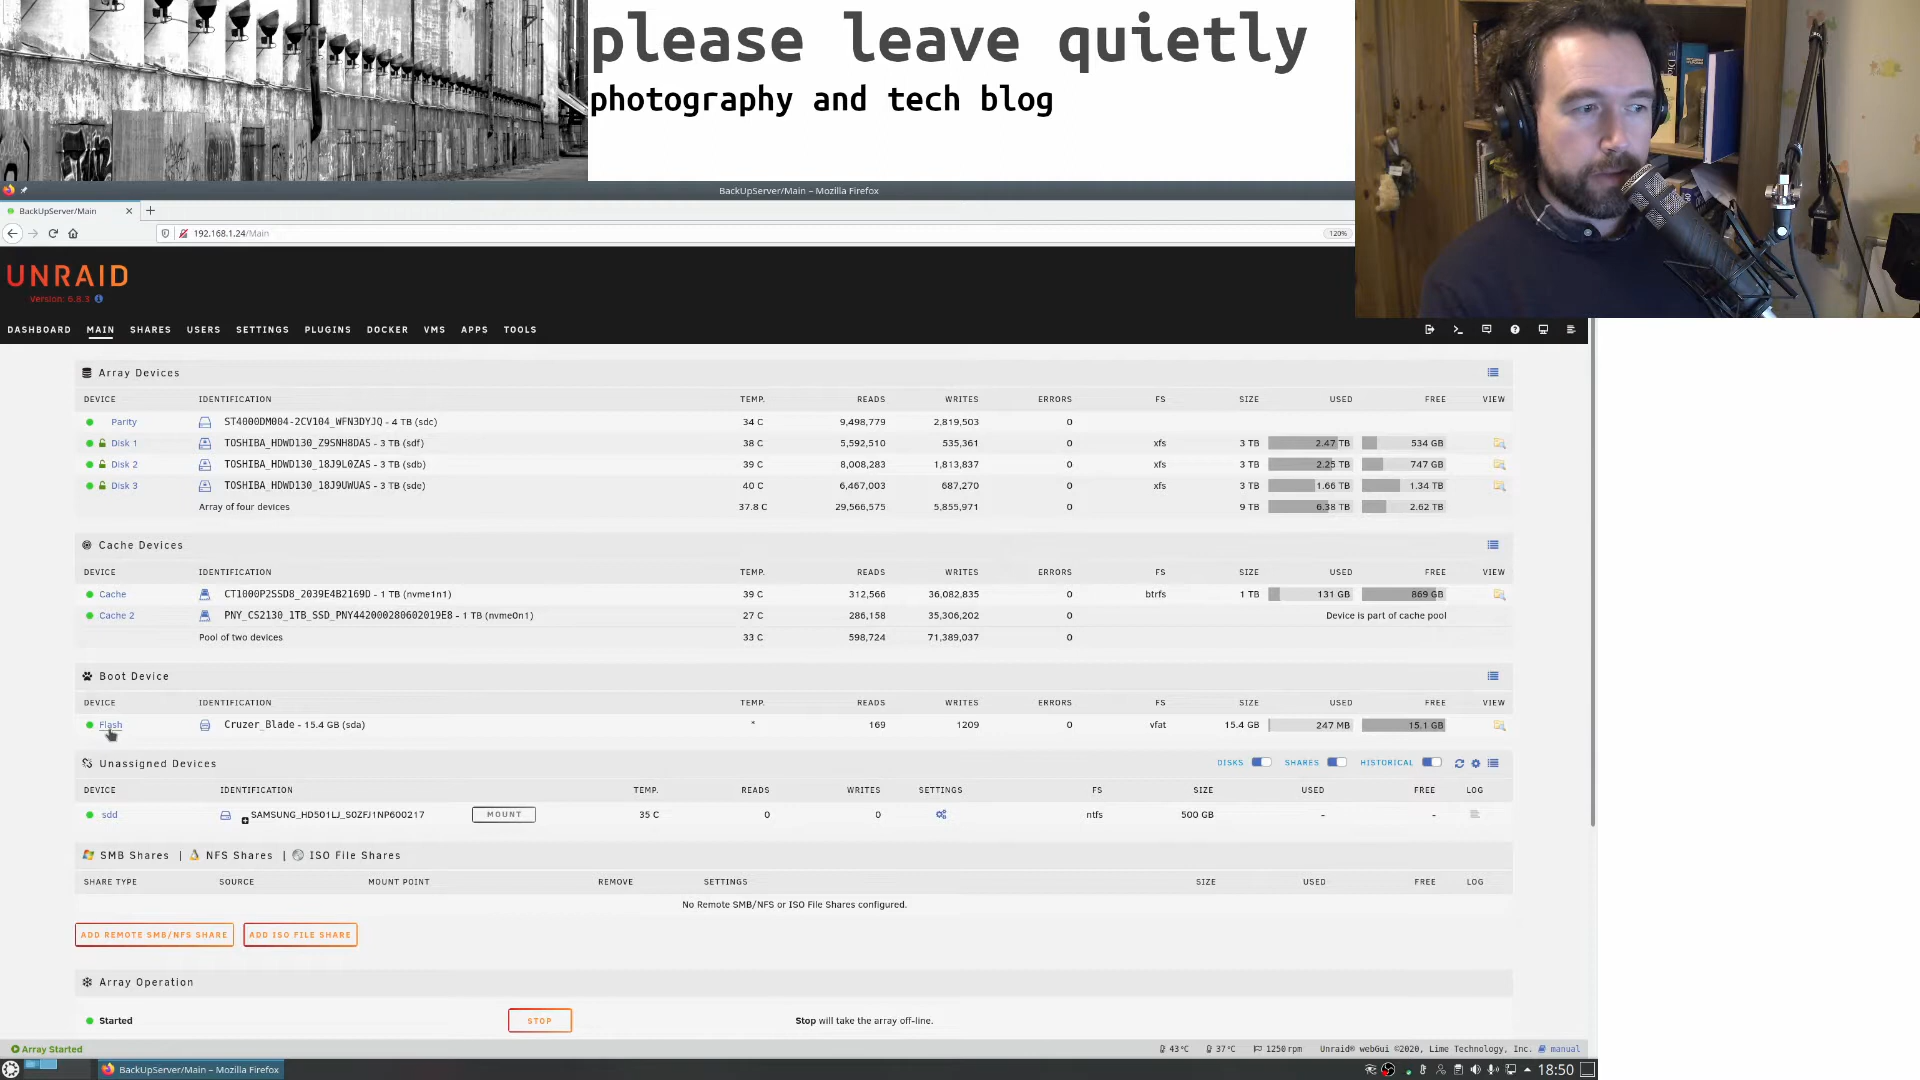 please leave quietly
photography and tech blog
BackUpServer/Main – Mozilla Firefox
BackUpServer/Main
192.168.1.24/Main
120%
UNRAID
Version: 6.8.3
DASHBOARD MAIN SHARES USERS SETTINGS PLUGINS DOCKER VMS APPS TOOLS
Array Devices
DEVICE IDENTIFICATION TEMP. READS WRITES ERRORS FS SIZE USED FREE VIEW
Parity ST4000DM004-2CV104_WFN3DYJQ - 4 TB (sdc) 34 C 9,498,779 2,819,503 0
Disk 1 TOSHIBA_HDWD130_Z9SNH8DAS - 3 TB (sdf) 38 C 5,592,510 535,361 0 xfs 3 TB 2.47 TB 534 GB
Disk 2 TOSHIBA_HDWD130_18J9L0ZAS - 3 TB (sdb) 39 C 8,008,283 1,813,837 0 xfs 3 TB 2.25 TB 747 GB
Disk 3 TOSHIBA_HDWD130_18J9UWUAS - 3 TB (sde) 40 C 6,467,003 687,270 0 xfs 3 TB 1.66 TB 1.34 TB
Array of four devices 37.8 C 29,566,575 5,855,971 0 9 TB 6.38 TB 2.62 TB
Cache Devices
DEVICE IDENTIFICATION TEMP. READS WRITES ERRORS FS SIZE USED FREE VIEW
Cache CT1000P2SSD8_2039E4B2169D - 1 TB (nvme1n1) 39 C 312,566 36,082,835 0 btrfs 1 TB 131 GB 869 GB
Cache 2 PNY_CS2130_1TB_SSD_PNY442000280602019E8 - 1 TB (nvme0n1) 27 C 286,158 35,306,202 0 Device is part of cache pool
Pool of two devices 33 C 598,724 71,389,037 0
Boot Device
DEVICE IDENTIFICATION TEMP. READS WRITES ERRORS FS SIZE USED FREE VIEW
Flash Cruzer_Blade - 15.4 GB (sda) * 169 1209 0 vfat 15.4 GB 247 MB 15.1 GB
Unassigned Devices DISKS SHARES HISTORICAL
DEVICE IDENTIFICATION TEMP. READS WRITES SETTINGS FS SIZE USED FREE LOG
sdd SAMSUNG_HD501LJ_S0ZFJ1NP600217 MOUNT 35 C 0 0 ntfs 500 GB - -
SMB Shares | NFS Shares | ISO File Shares
SHARE TYPE SOURCE MOUNT POINT REMOVE SETTINGS SIZE USED FREE LOG
No Remote SMB/NFS or ISO File Shares configured.
ADD REMOTE SMB/NFS SHARE ADD ISO FILE SHARE
Array Operation
Started STOP Stop will take the array off-line.
Array Started 43°C 37°C 1250 rpm Unraid® webGui ©2020, Lime Technology, Inc. manual
BackUpServer/Main – Mozilla Firefox 18:50